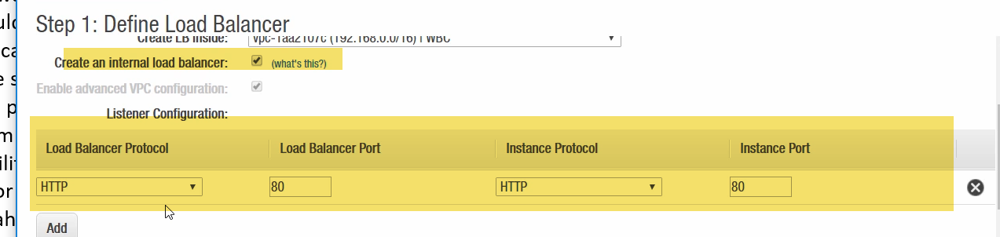 Step 1: Define Load Balancer
Create LB Inside: vpc-1aa2107c (192.168.0.0/16) | WBC
Create an internal load balancer: (what's this?)
Enable advanced VPC configuration:
Listener Configuration:
Load Balancer Protocol Load Balancer Port Instance Protocol Instance Port
HTTP 80 HTTP 80
Add